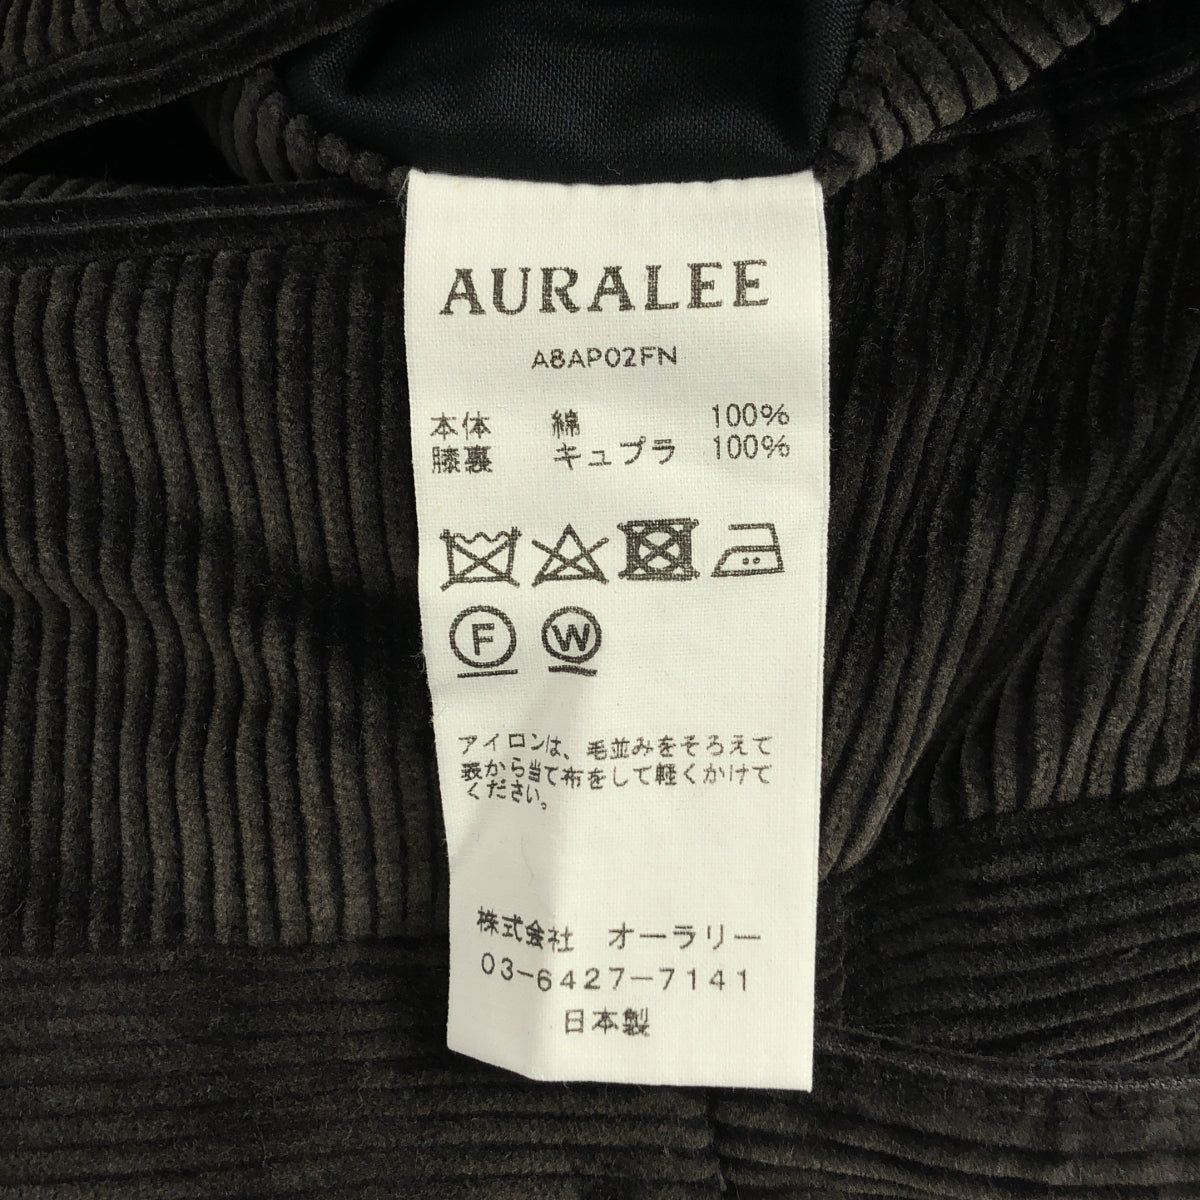 AURALEE
A8AP02FN
本体 綿 100%
膝裏 キュプラ 100%
F W
アイロンは、毛並みをそろえて
表から当て布をして軽くかけて
ください。
株式会社 オーラリー
03-6427-7141
日本製